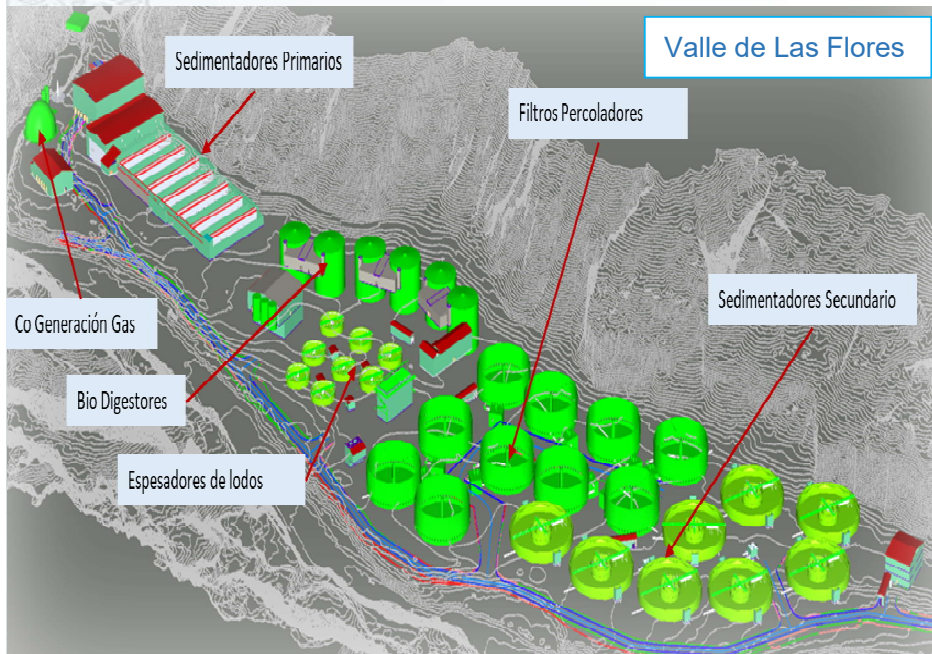 Valle de Las Flores
Sedimentadores Primarios
Filtros Percoladores
Sedimentadores Secundario
Co Generación Gas
Bio Digestores
Espesadores de lodos